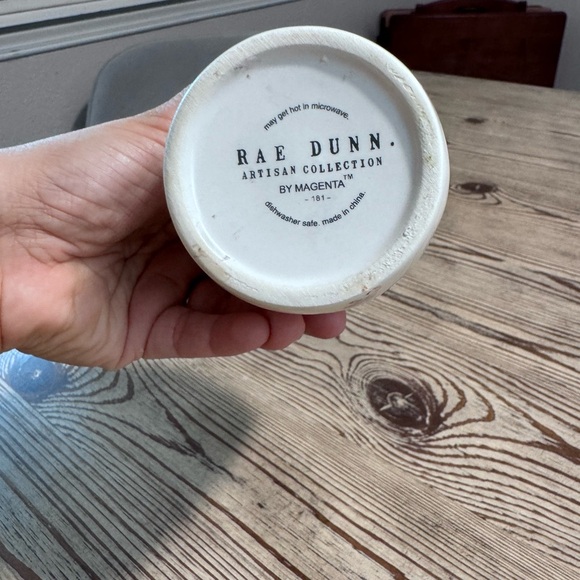 may get hot in microwave.
RAE DUNN.
ARTISAN COLLECTION
BY MAGENTA™
- 181 -
dishwasher safe. made in china.